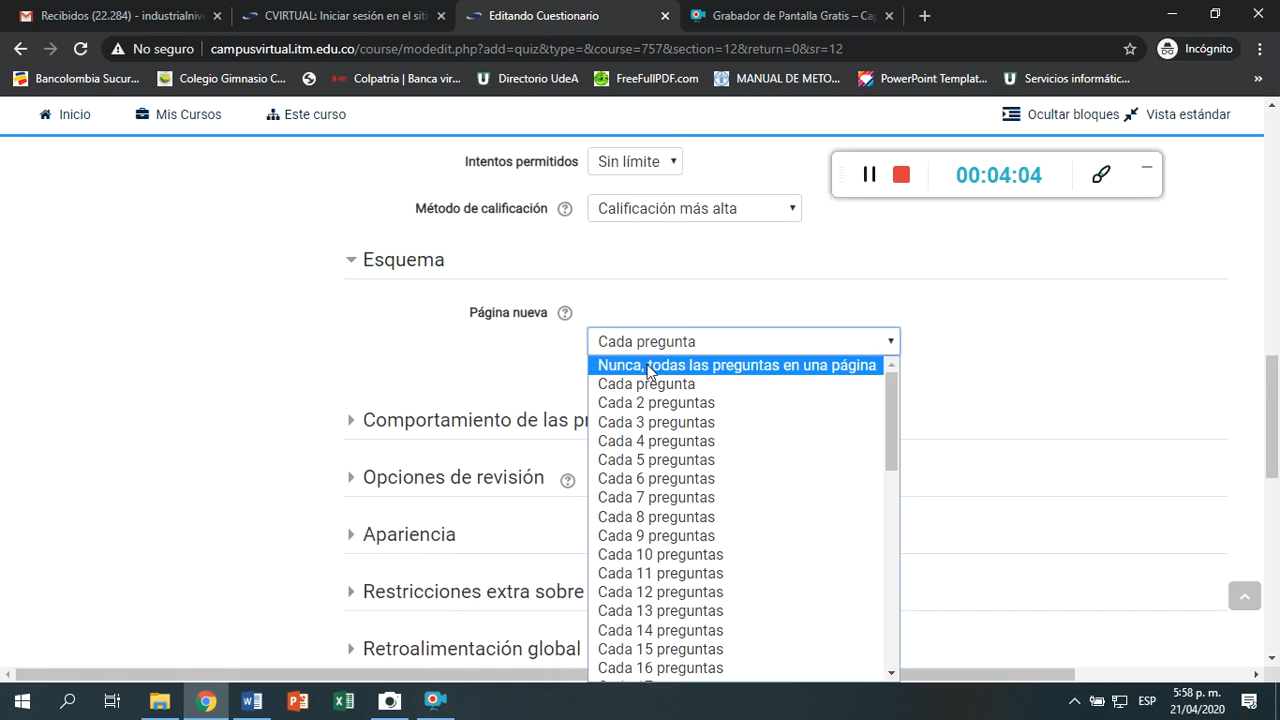 Recibidos (22.284) - industrialnive
CVIRTUAL: Iniciar sesión en el siti
Editando Cuestionario
Grabador de Pantalla Gratis – Ca
No seguro
campusvirtual.itm.edu.co/course/modedit.php?add=quiz&type=&course=757&section=12&return=0&sr=12
Incógnito
Bancolombia Sucur...
Colegio Gimnasio C...
Colpatria | Banca vir...
Directorio UdeA
FreeFullPDF.com
MANUAL DE METO...
PowerPoint Templat...
Servicios informátic...
»
Inicio
Mis Cursos
Este curso
Ocultar bloques
Vista estándar
Intentos permitidos
Sin límite
00:04:04
Método de calificación
Calificación más alta
Esquema
Página nueva
Cada pregunta
Nunca, todas las preguntas en una página
Cada pregunta
Cada 2 preguntas
Cada 3 preguntas
Comportamiento de las pr
Cada 4 preguntas
Cada 5 preguntas
Opciones de revisión
Cada 6 preguntas
Cada 7 preguntas
Cada 8 preguntas
Apariencia
Cada 9 preguntas
Cada 10 preguntas
Cada 11 preguntas
Restricciones extra sobre
Cada 12 preguntas
Cada 13 preguntas
Cada 14 preguntas
Retroalimentación global
Cada 15 preguntas
Cada 16 preguntas
ESP
5:58 p. m.
21/04/2020